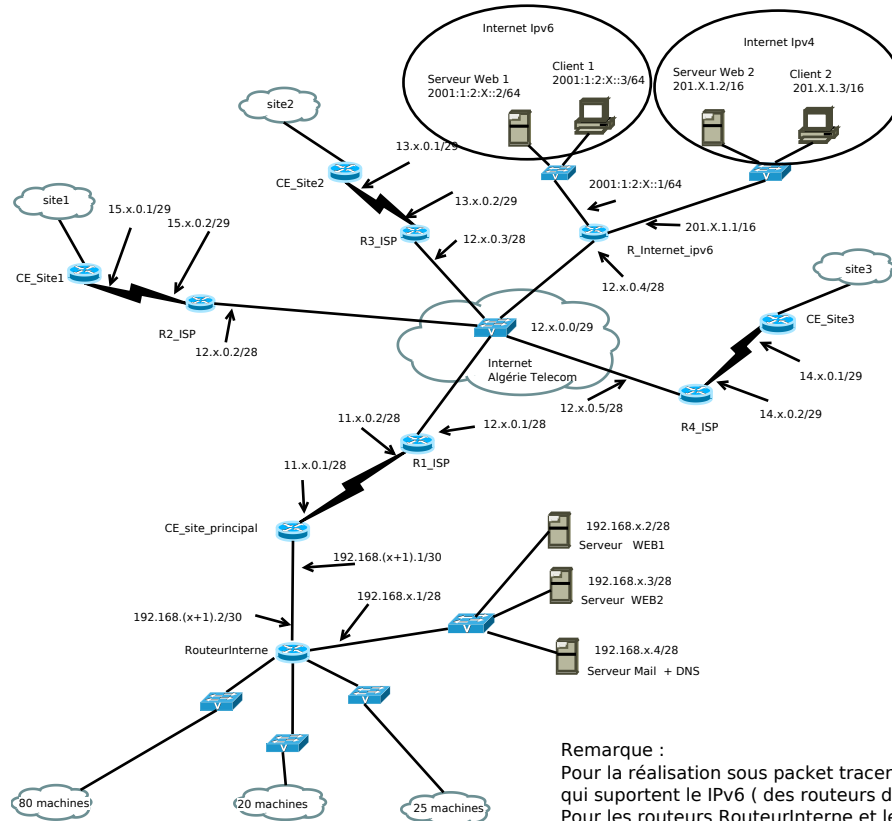 Internet Ipv6
Internet Ipv4
Serveur Web 1
2001:1:2:X::2/64
Client 1
2001:1:2:X::3/64
Serveur Web 2
201.X.1.2/16
Client 2
201.X.1.3/16
site2
13.x.0.1/29
CE_Site2
2001:1:2:X::1/64
site1
15.x.0.1/29
15.x.0.2/29
13.x.0.2/29
R3_ISP
12.x.0.3/28
201.X.1.1/16
R_Internet_ipv6
CE_Site1
12.x.0.4/28
site3
R2_ISP
12.x.0.2/28
12.x.0.0/29
CE_Site3
Internet
Algérie Telecom
14.x.0.1/29
12.x.0.5/28
14.x.0.2/29
R4_ISP
11.x.0.2/28
12.x.0.1/28
R1_ISP
11.x.0.1/28
CE_site_principal
192.168.x.2/28
Serveur WEB1
192.168.(x+1).1/30
192.168.x.3/28
Serveur WEB2
192.168.x.1/28
192.168.(x+1).2/30
RouteurInterne
192.168.x.4/28
Serveur Mail + DNS
80 machines
20 machines
25 machines
Remarque :
Pour la réalisation sous packet tracer
qui suportent le IPv6 ( des routeurs d
Pour les routeurs RouteurInterne et le